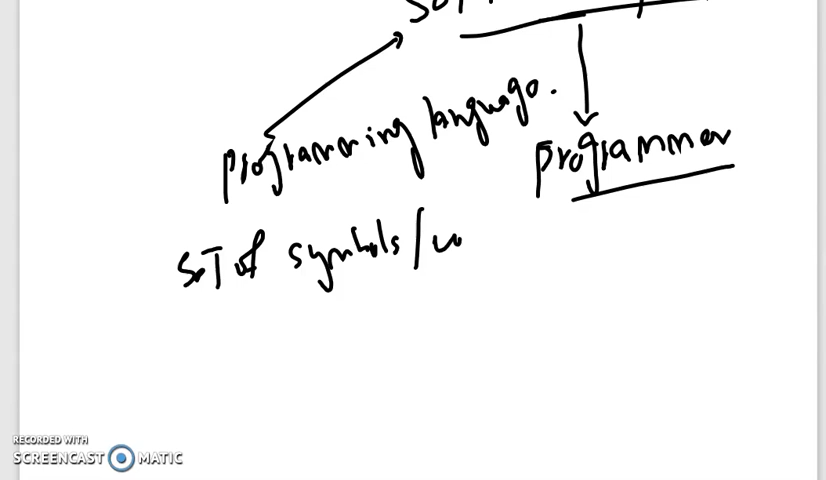 programming language.
programmer
set of symbols/
RECORDED WITH
SCREENCAST MATIC